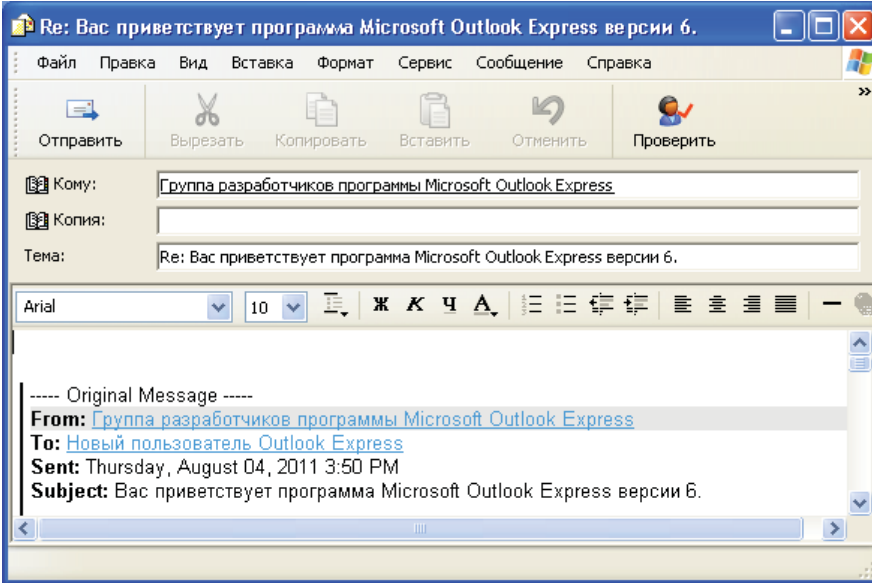 Re: Вас приветствует программа Microsoft Outlook Express версии 6.
Файл Правка Вид Вставка Формат Сервис Сообщение Справка
Отправить Вырезать Копировать Вставить Отменить Проверить »
Кому: Группа разработчиков программы Microsoft Outlook Express
Копия:
Тема: Re: Вас приветствует программа Microsoft Outlook Express версии 6.
Arial 10 Ж К Ч А
----- Original Message -----
From: Группа разработчиков программы Microsoft Outlook Express
To: Новый пользователь Outlook Express
Sent: Thursday, August 04, 2011 3:50 PM
Subject: Вас приветствует программа Microsoft Outlook Express версии 6.